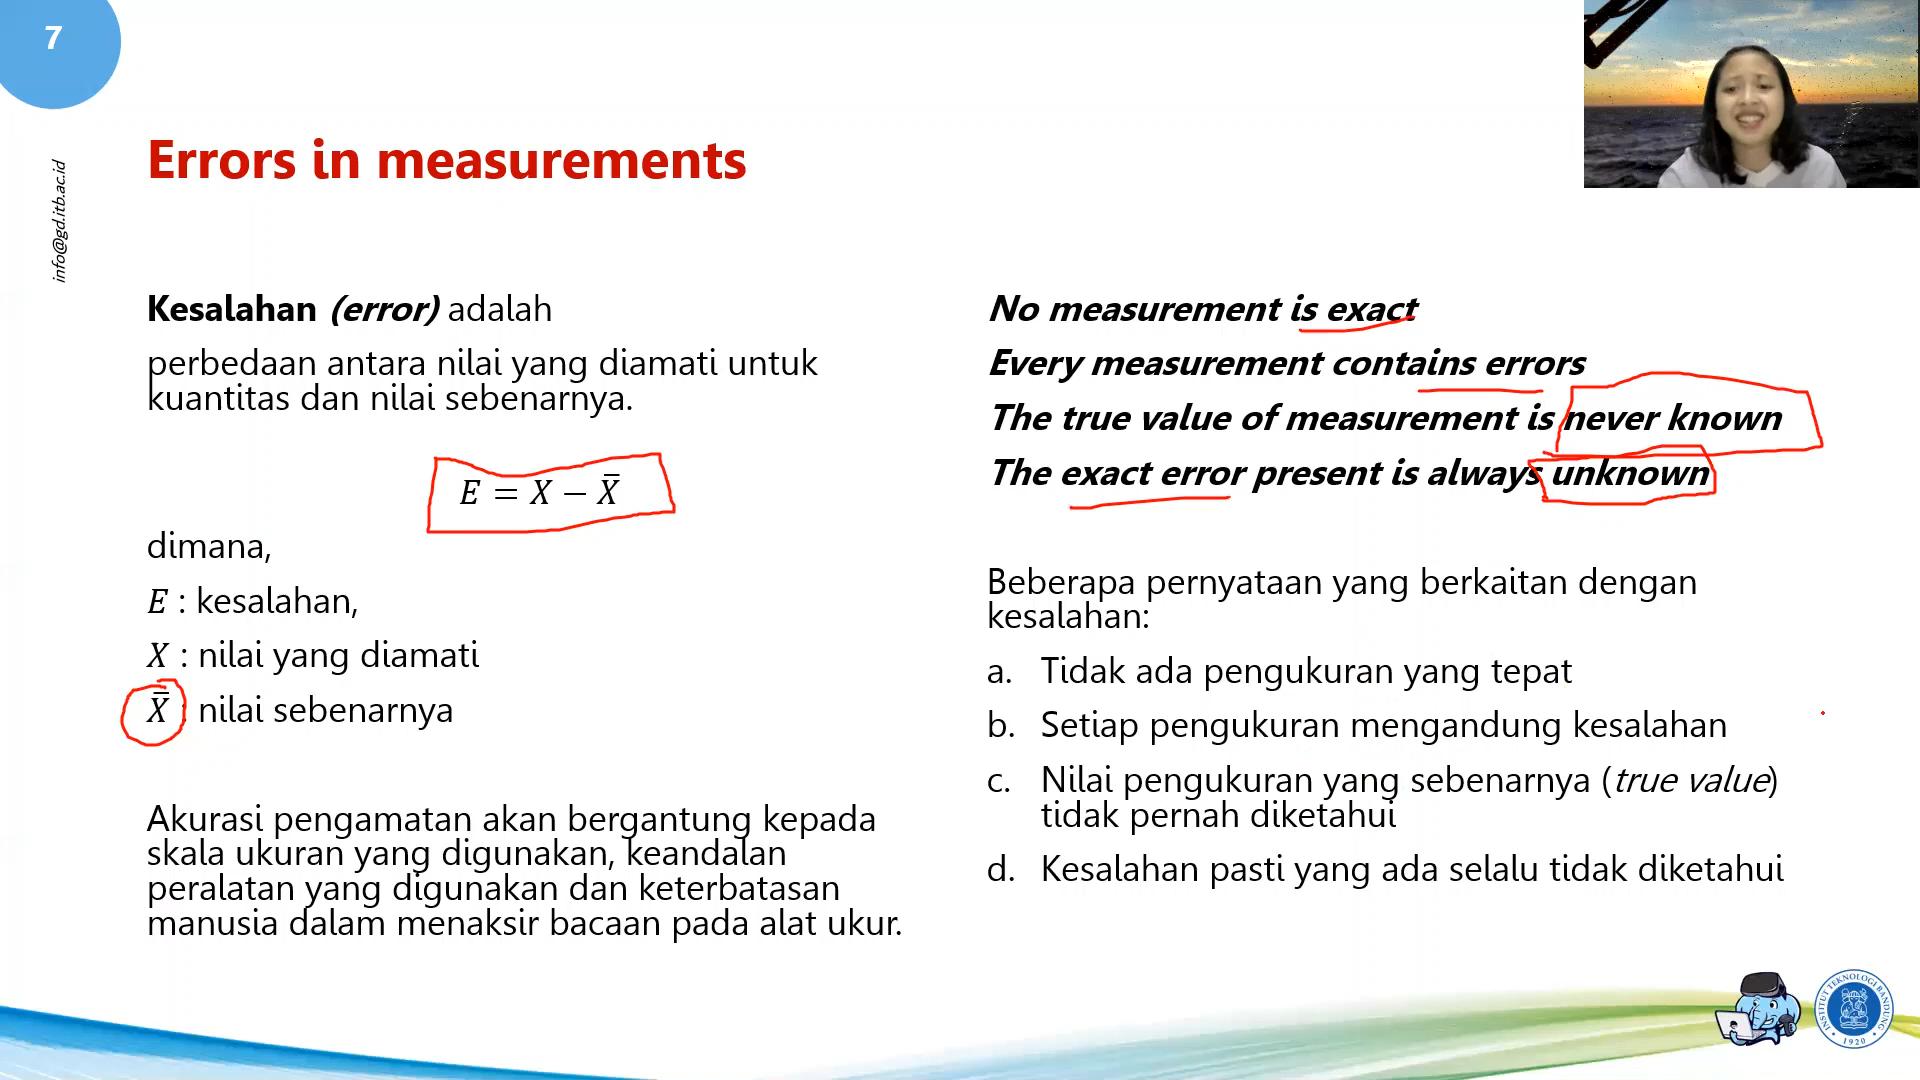 7
info@gd.itb.ac.id
Errors in measurements
Kesalahan (error) adalah
perbedaan antara nilai yang diamati untuk
kuantitas dan nilai sebenarnya.
E = X − X̅
dimana,
E : kesalahan,
X : nilai yang diamati
X̅ : nilai sebenarnya
Akurasi pengamatan akan bergantung kepada
skala ukuran yang digunakan, keandalan
peralatan yang digunakan dan keterbatasan
manusia dalam menaksir bacaan pada alat ukur.
No measurement is exact
Every measurement contains errors
The true value of measurement is never known
The exact error present is always unknown
Beberapa pernyataan yang berkaitan dengan
kesalahan:
a. Tidak ada pengukuran yang tepat
b. Setiap pengukuran mengandung kesalahan
c. Nilai pengukuran yang sebenarnya (true value)
tidak pernah diketahui
d. Kesalahan pasti yang ada selalu tidak diketahui
INSTITUT TEKNOLOGI BANDUNG
1920